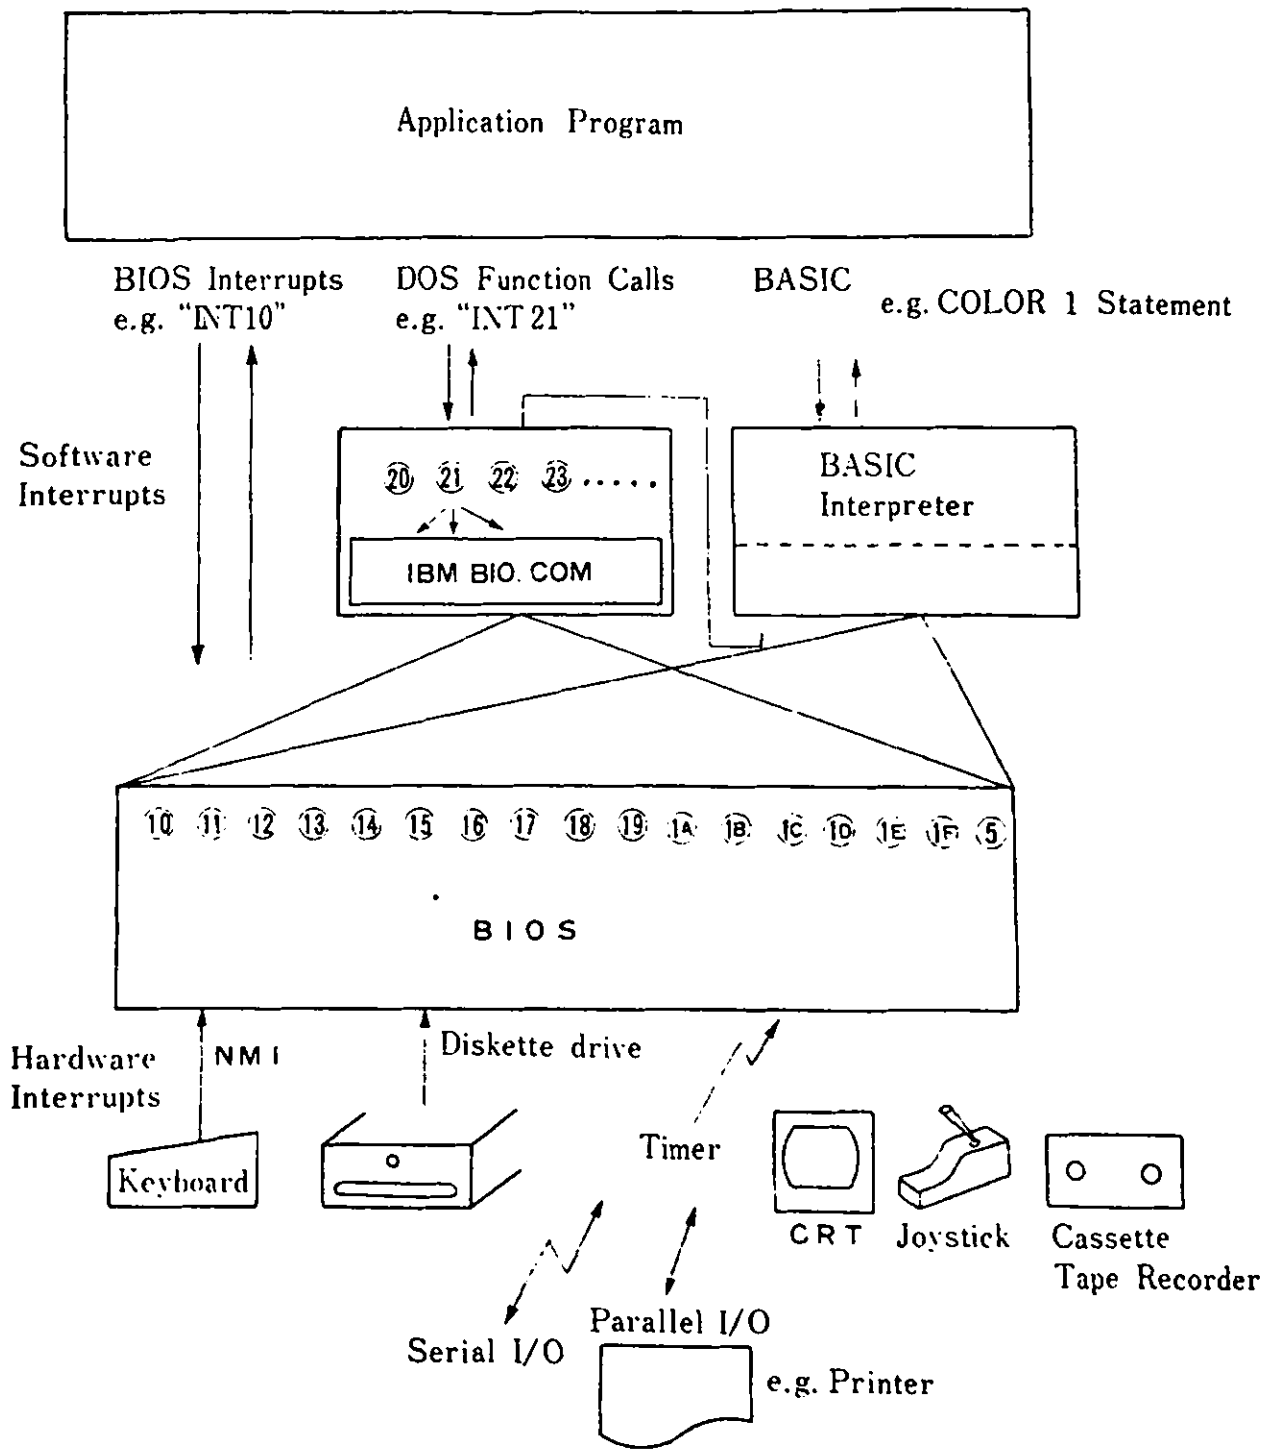 Application Program
BIOS Interrupts
e.g. "INT10"
DOS Function Calls
e.g. "INT 21"
BASIC
e.g. COLOR 1 Statement
Software
Interrupts
20 21 22 23 .....
IBM BIO. COM
BASIC
Interpreter
10 11 12 13 14 15 16 17 18 19 1A 1B 1C 1D 1E 1F 5
BIOS
Hardware
Interrupts
NMI
Diskette drive
Keyboard
Timer
CRT
Joystick
Cassette
Tape Recorder
Serial I/O
Parallel I/O
e.g. Printer